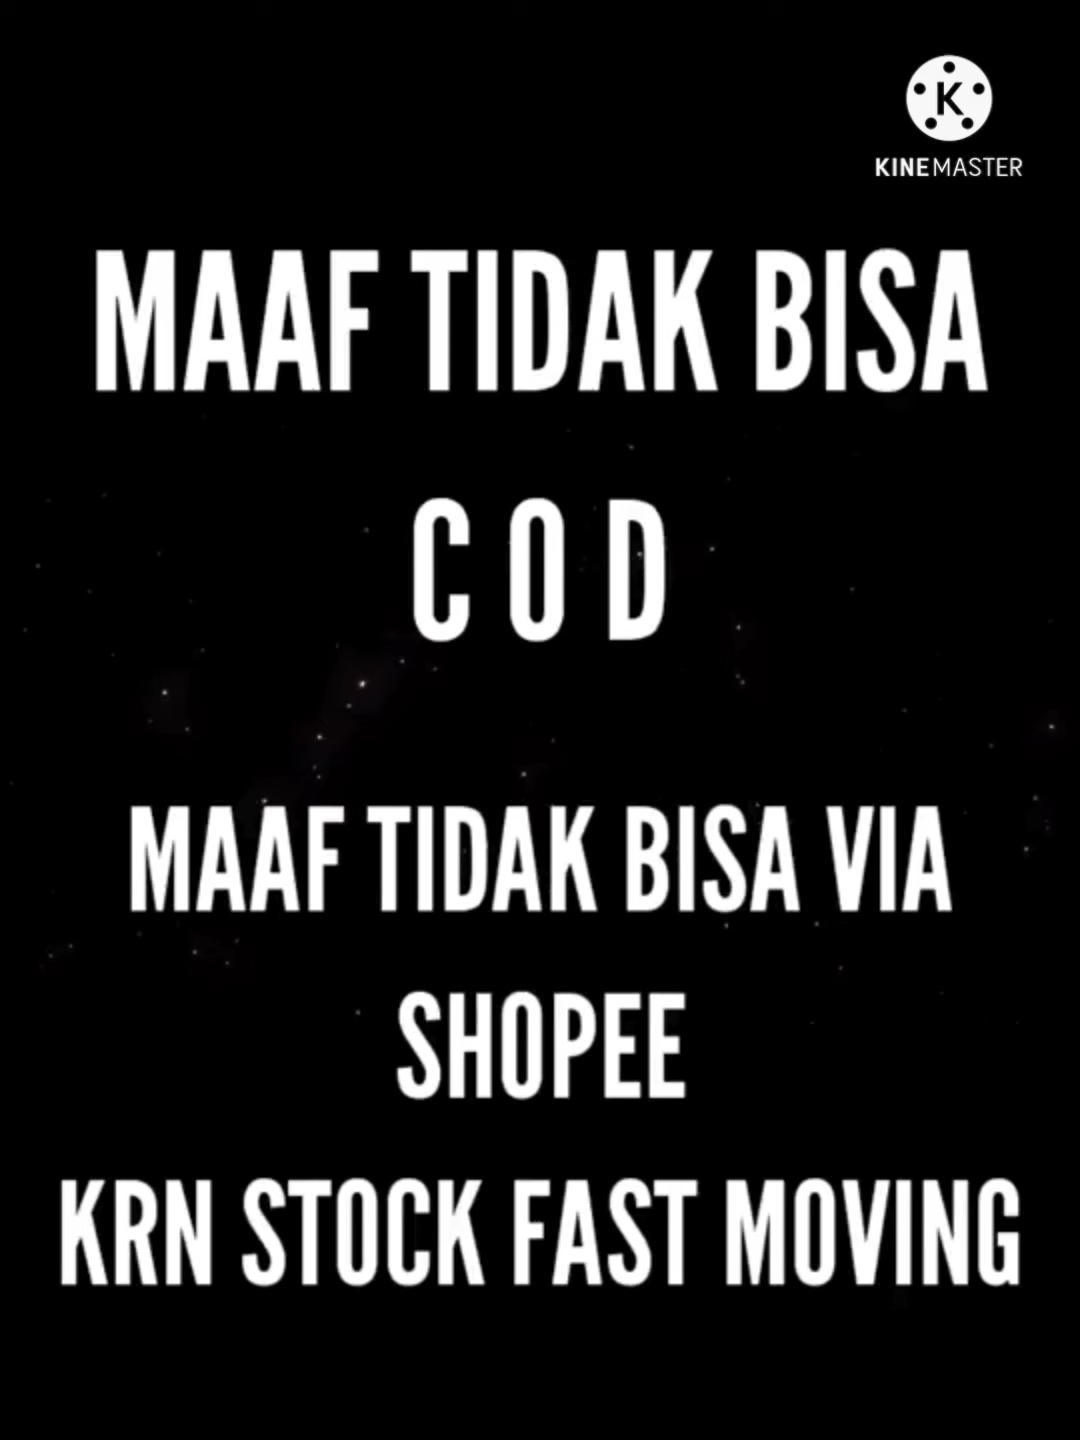 K
KINEMASTER
MAAF TIDAK BISA
C O D
MAAF TIDAK BISA VIA
SHOPEE
KRN STOCK FAST MOVING